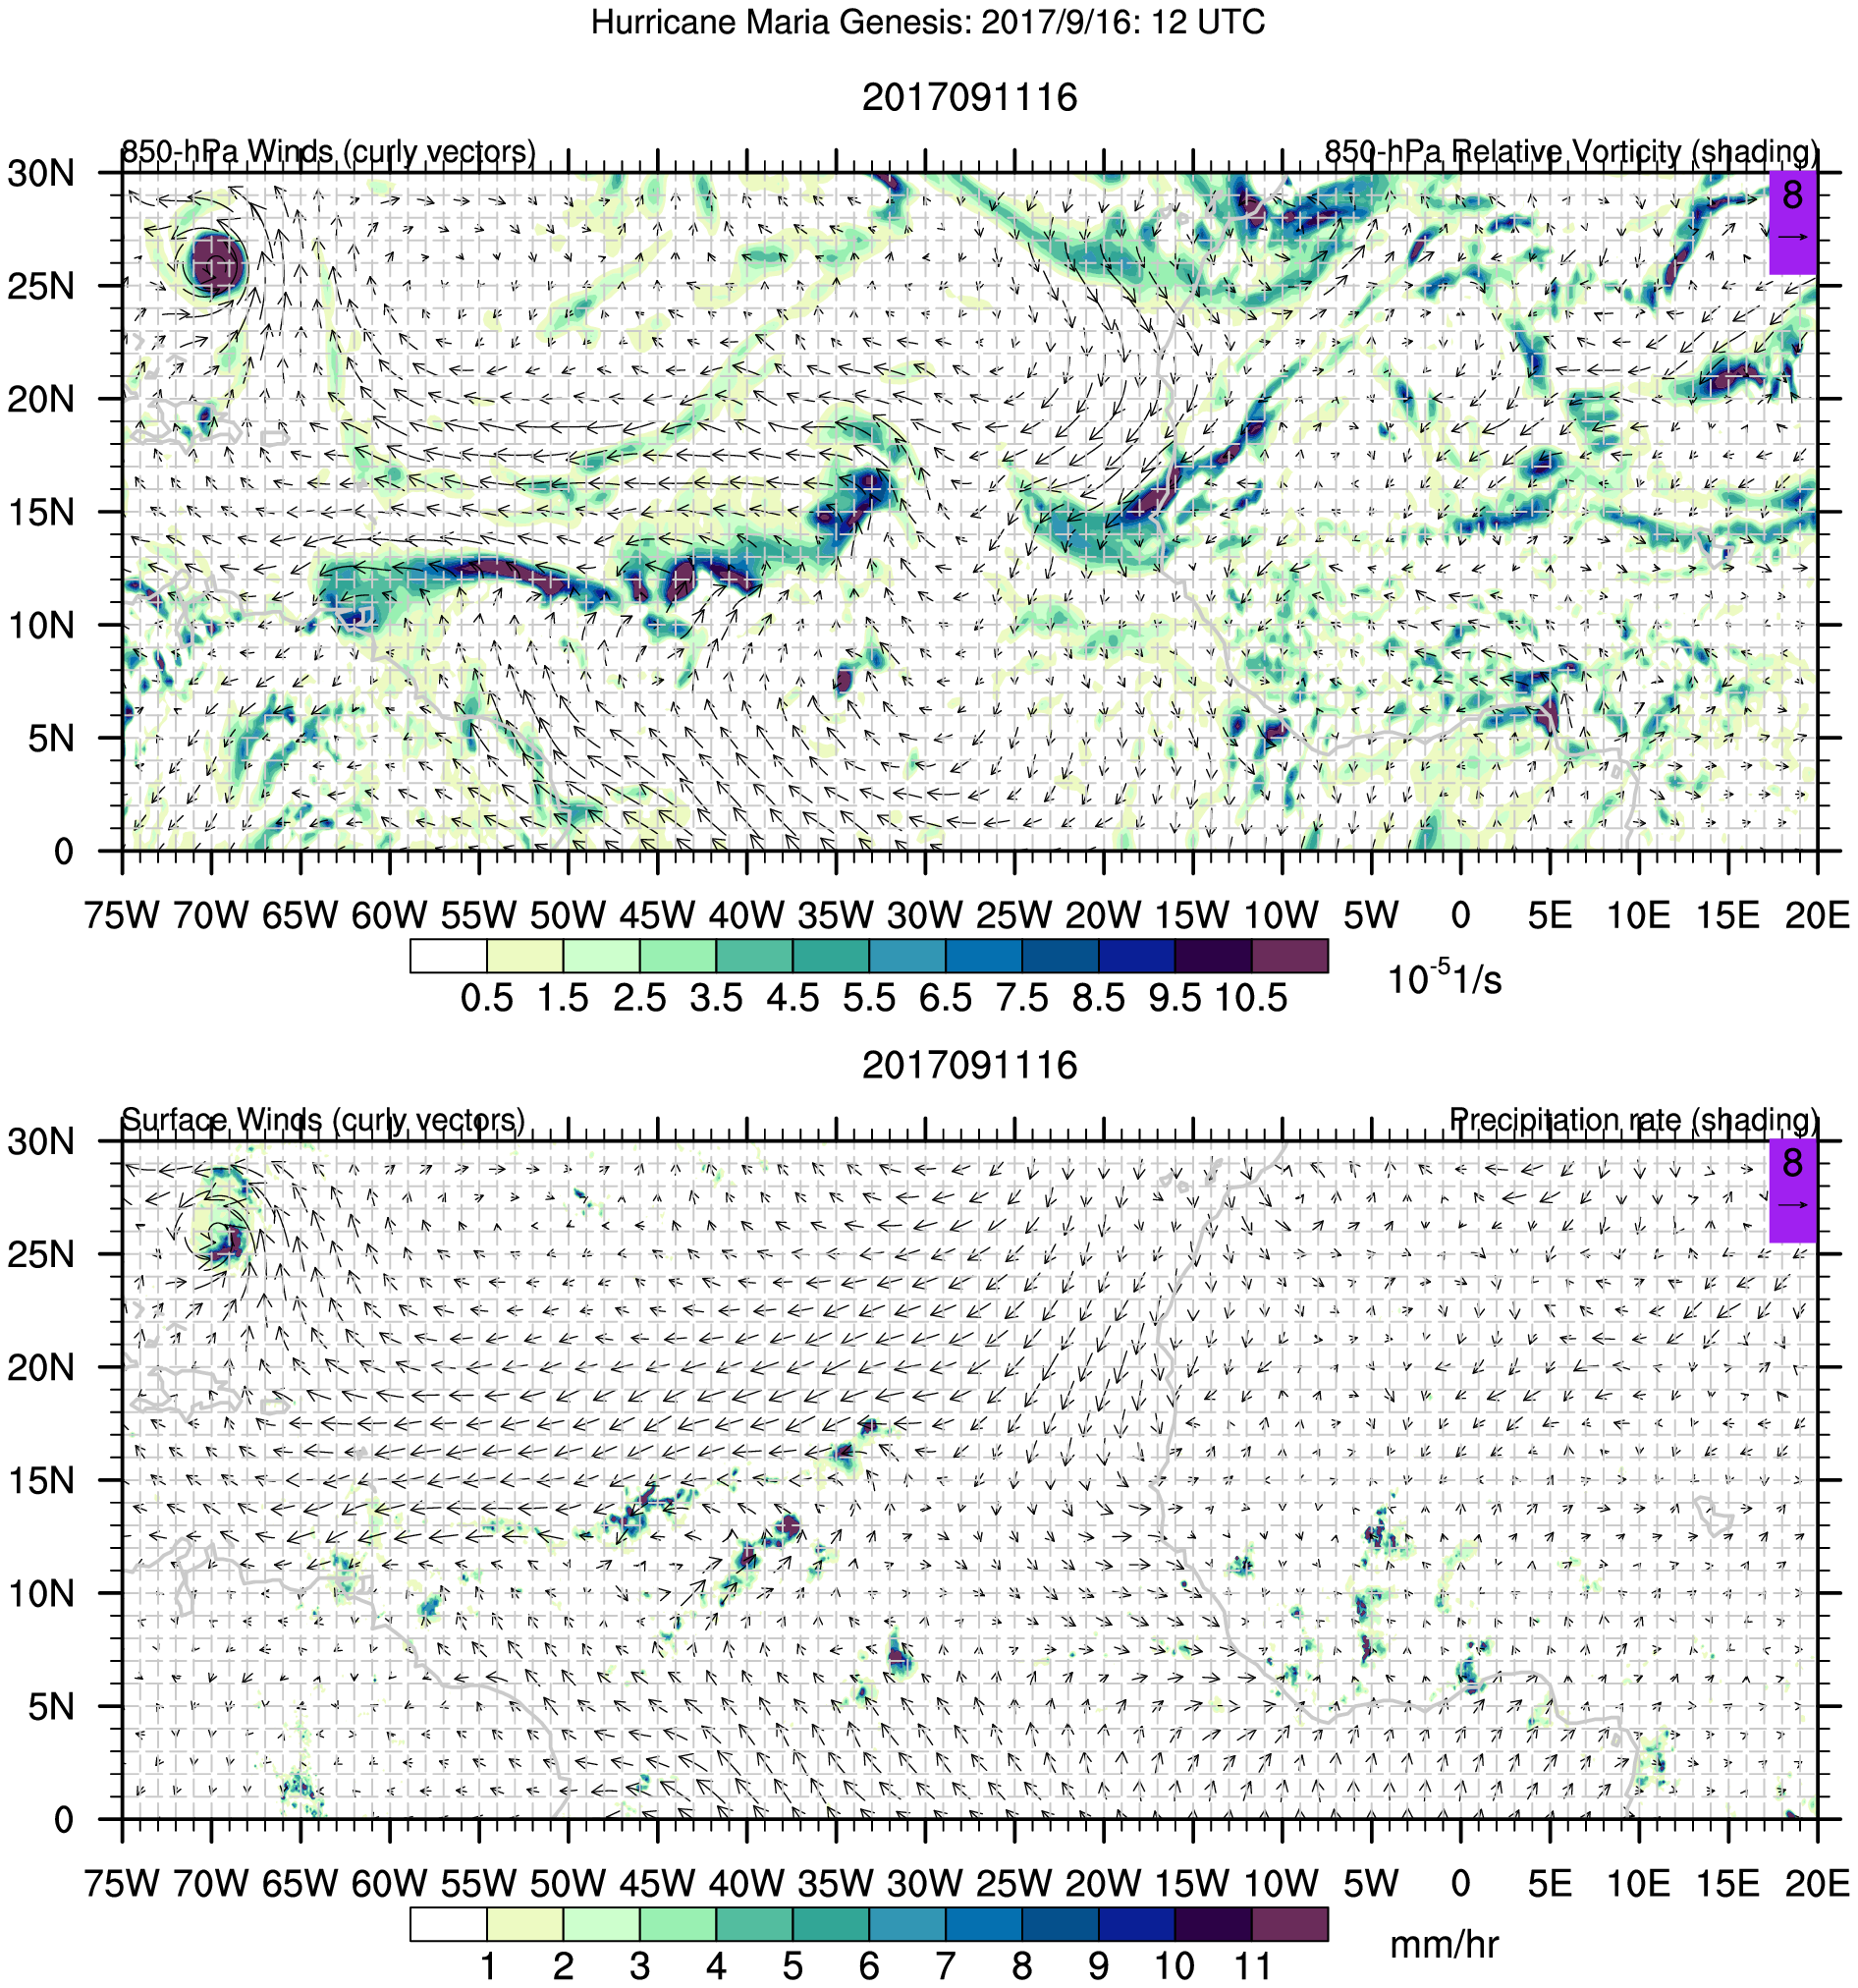 Hurricane Maria Genesis: 2017/9/16: 12 UTC
2017091116
850-hPa Winds (curly vectors) 850-hPa Relative Vorticity (shading)
8
30N
25N
20N
15N
10N
5N
0
75W 70W 65W 60W 55W 50W 45W 40W 35W 30W 25W 20W 15W 10W 5W 0 5E 10E 15E 20E
0.5 1.5 2.5 3.5 4.5 5.5 6.5 7.5 8.5 9.5 10.5
10⁻⁵1/s
2017091116
Surface Winds (curly vectors) Precipitation rate (shading)
8
30N
25N
20N
15N
10N
5N
0
75W 70W 65W 60W 55W 50W 45W 40W 35W 30W 25W 20W 15W 10W 5W 0 5E 10E 15E 20E
1 2 3 4 5 6 7 8 9 10 11
mm/hr